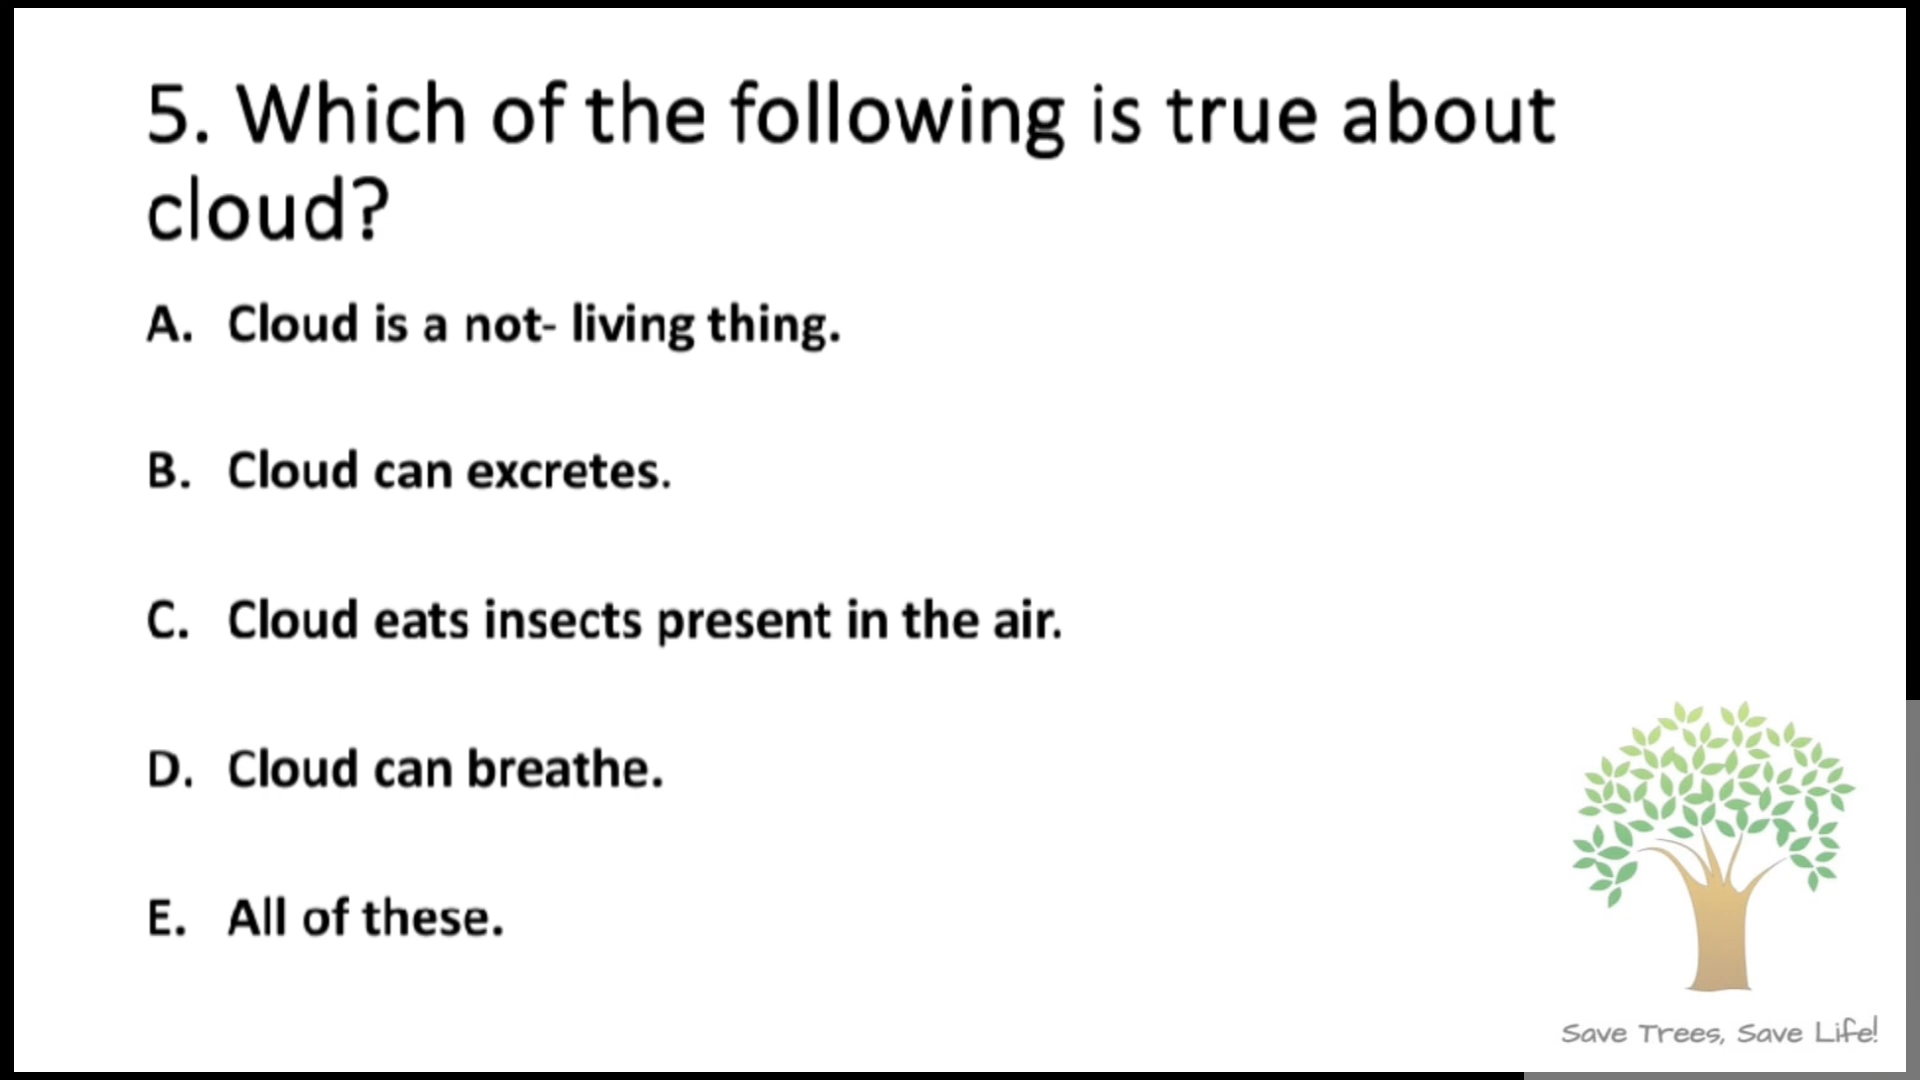 5. Which of the following is true about
cloud?
A. Cloud is a not- living thing.
B. Cloud can excretes.
C. Cloud eats insects present in the air.
D. Cloud can breathe.
E. All of these.
Save Trees, Save Life!